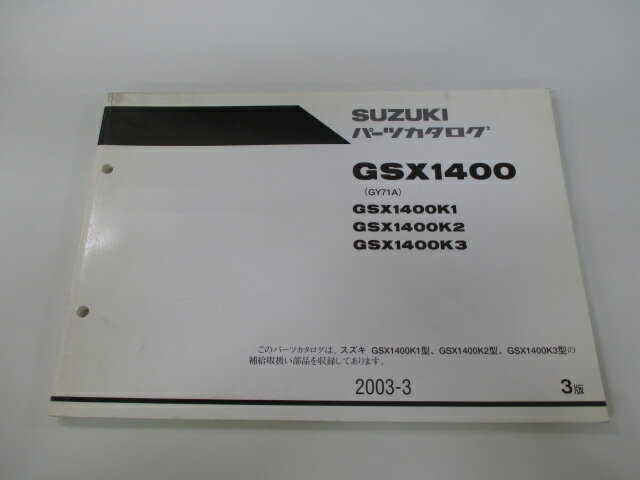 SUZUKI
パーツカタログ
GSX1400
(GY71A)
GSX1400K1
GSX1400K2
GSX1400K3
このパーツカタログは、スズキ GSX1400K1型、GSX1400K2型、GSX1400K3型の
補給取扱い部品を収録してあります。
2003-3
3版